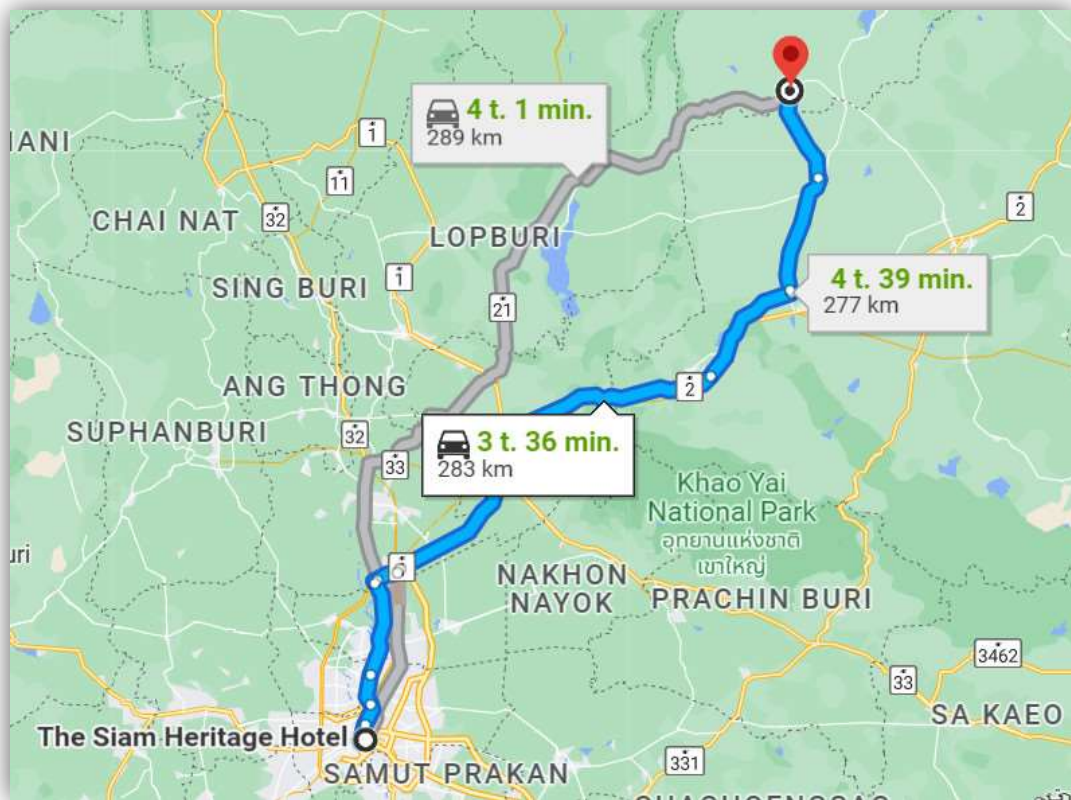 4 t. 1 min.
289 km
IANI
1
11
CHAI NAT
32
2
LOPBURI
1
SING BURI
4 t. 39 min.
277 km
21
ANG THONG
2
SUPHANBURI
32
3 t. 36 min.
283 km
33
Khao Yai
National Park
อุทยานแห่งชาติ
เขาใหญ่
uri
NAKHON
NAYOK
PRACHIN BURI
3462
33
SA KAEO
The Siam Heritage Hotel
331
SAMUT PRAKAN